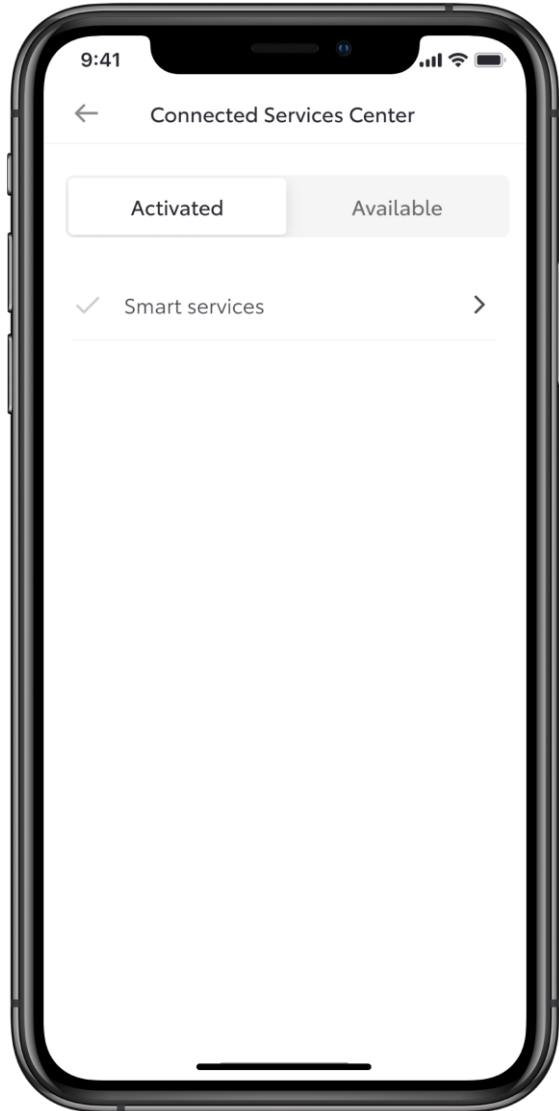 9:41
Connected Services Center
Activated
Available
Smart services